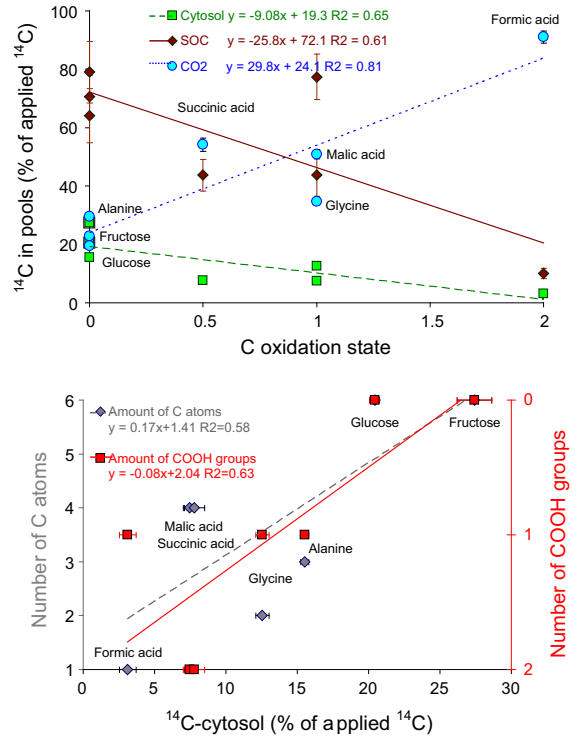 Cytosol y = -9.08x + 19.3 R2 = 0.65
SOC y = -25.8x + 72.1 R2 = 0.61
CO2 y = 29.8x + 24.1 R2 = 0.81
Formic acid
Succinic acid
Malic acid
Glycine
Alanine
Fructose
Glucose
100
80
60
40
20
0
¹⁴C in pools (% of applied ¹⁴C)
0
0.5
1
1.5
2
C oxidation state
Amount of C atoms
y = 0.17x+1.41 R2=0.58
Amount of COOH groups
y = -0.08x+2.04 R2=0.63
Glucose
Fructose
Malic acid
Succinic acid
Alanine
Glycine
Formic acid
6
5
4
3
2
1
Number of C atoms
0
1
2
Number of COOH groups
0
5
10
15
20
25
30
¹⁴C-cytosol (% of applied ¹⁴C)